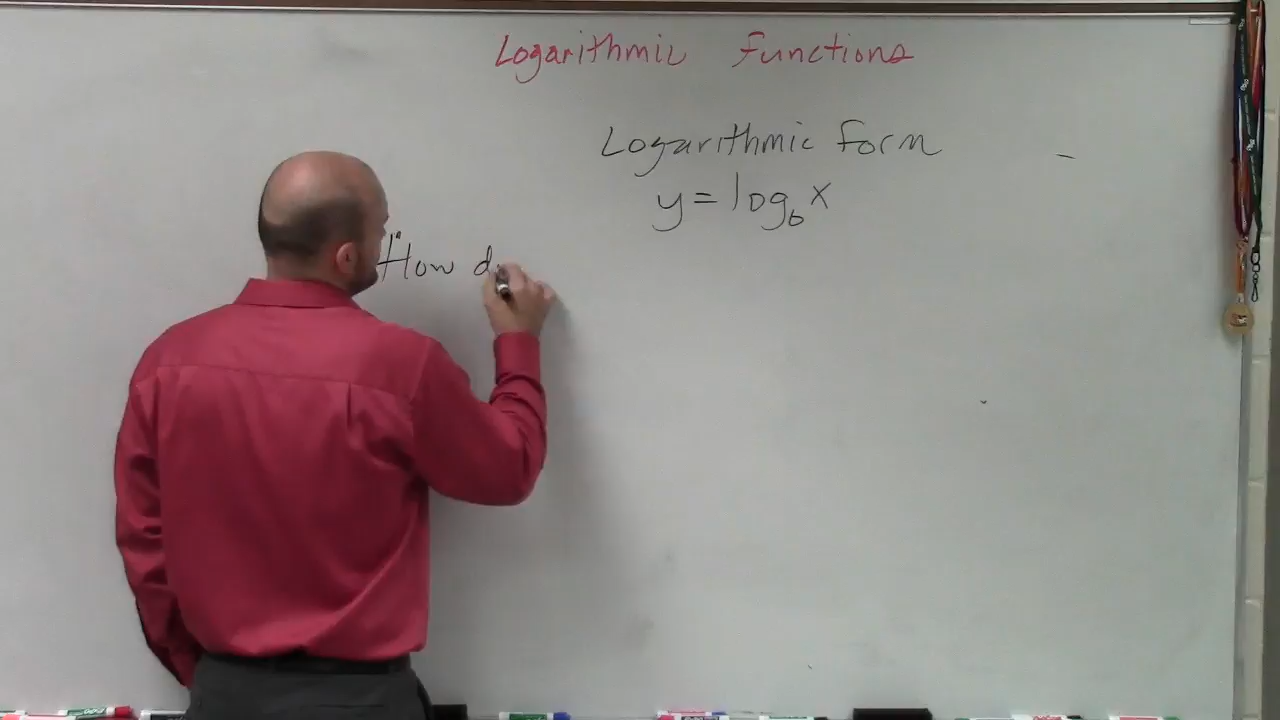 Logarithmic Functions
Logarithmic Form
y = log_b x
"How d